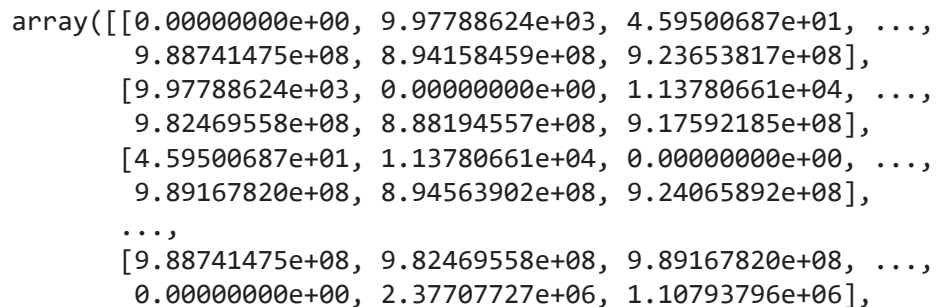 array([[0.00000000e+00, 9.97788624e+03, 4.59500687e+01, ...,
9.88741475e+08, 8.94158459e+08, 9.23653817e+08],
[9.97788624e+03, 0.00000000e+00, 1.13780661e+04, ...,
9.82469558e+08, 8.88194557e+08, 9.17592185e+08],
[4.59500687e+01, 1.13780661e+04, 0.00000000e+00, ...,
9.89167820e+08, 8.94563902e+08, 9.24065892e+08],
...,
[9.88741475e+08, 9.82469558e+08, 9.89167820e+08, ...,
0.00000000e+00, 2.37707727e+06, 1.10793796e+06],